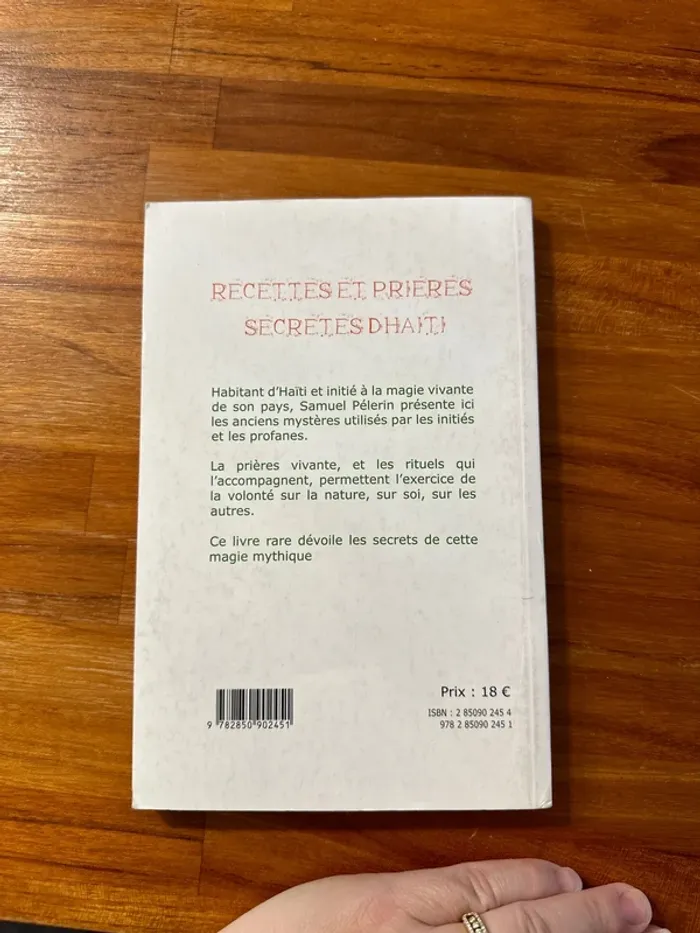 RECETTES ET PRIERES
SECRETES D'HAITI
Habitant d'Haïti et initié à la magie vivante
de son pays, Samuel Pélerin présente ici
les anciens mystères utilisés par les initiés
et les profanes.
La prières vivante, et les rituels qui
l'accompagnent, permettent l'exercice de
la volonté sur la nature, sur soi, sur les
autres.
Ce livre rare dévoile les secrets de cette
magie mythique
Prix : 18 €
ISBN : 2 85090 245 4
978 2 85090 245 1
9 782850 902451